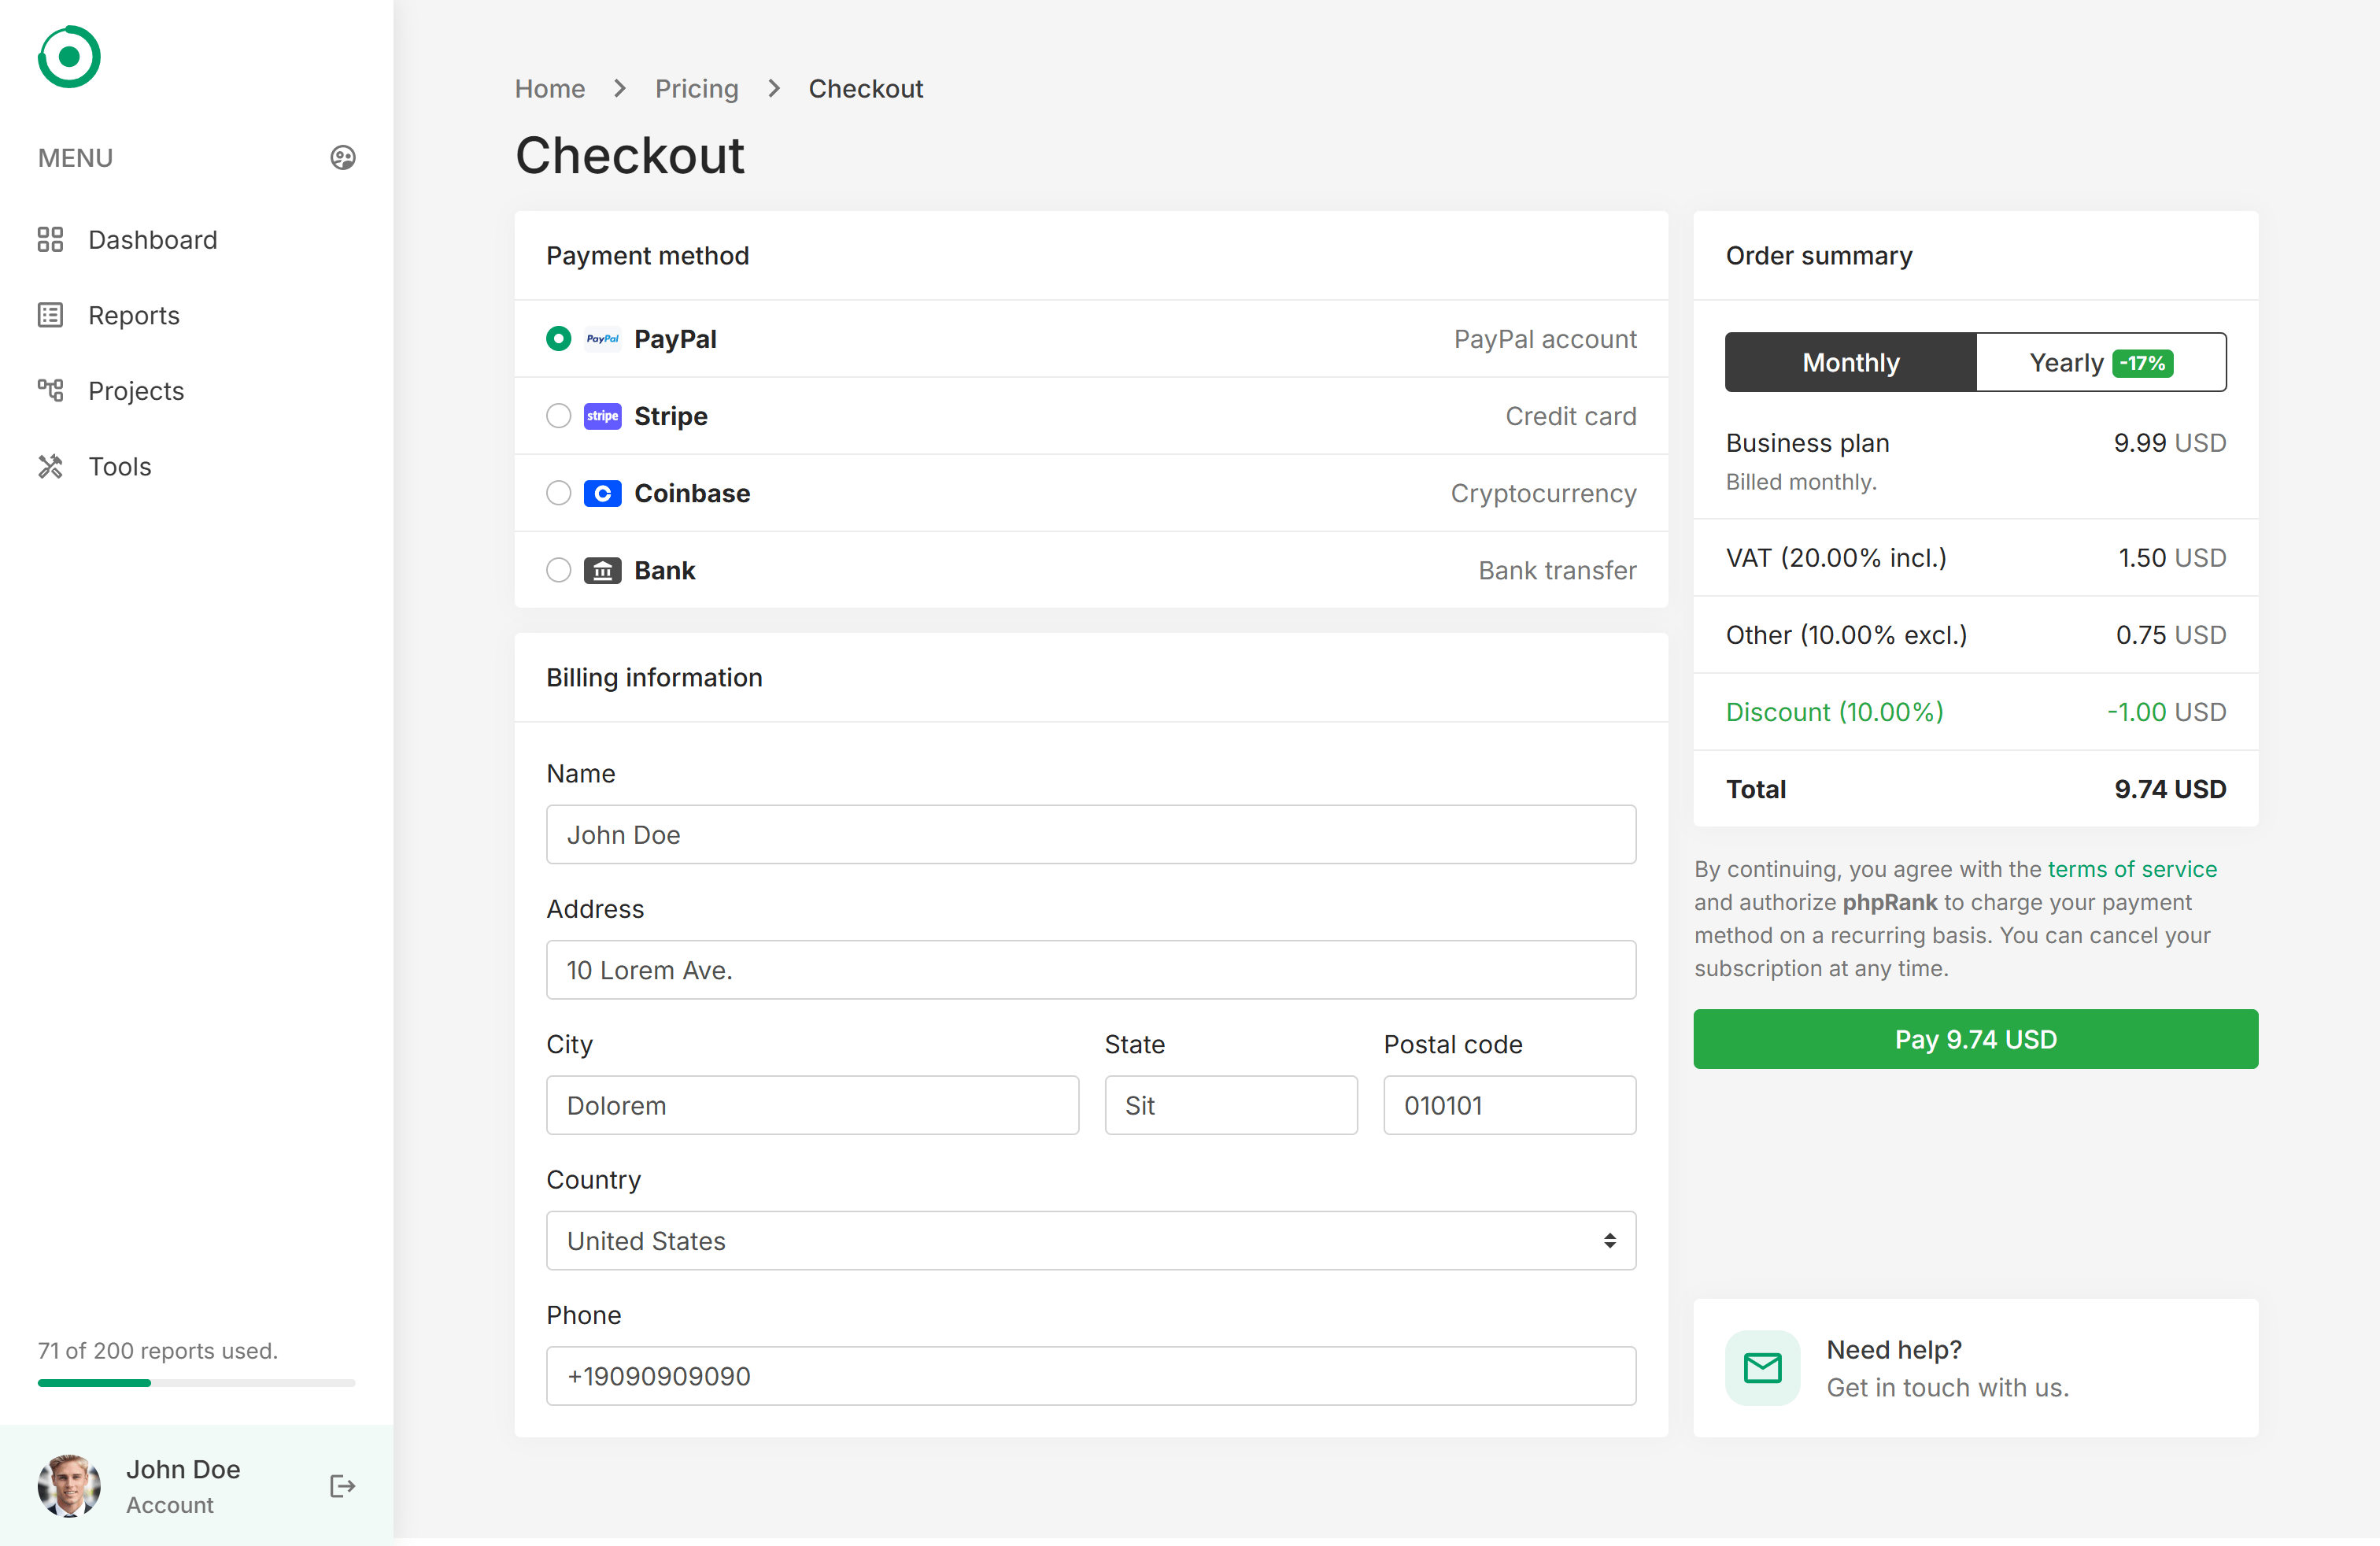 MENU
Dashboard
Reports
Projects
Tools
71 of 200 reports used.
John Doe
Account
Home > Pricing > Checkout
Checkout
Payment method
PayPal PayPal PayPal account
stripe Stripe Credit card
Coinbase Cryptocurrency
Bank Bank transfer
Billing information
Name
John Doe
Address
10 Lorem Ave.
City State Postal code
Dolorem Sit 010101
Country
United States
Phone
+19090909090
Order summary
Monthly Yearly -17%
Business plan 9.99 USD
Billed monthly.
VAT (20.00% incl.) 1.50 USD
Other (10.00% excl.) 0.75 USD
Discount (10.00%) -1.00 USD
Total 9.74 USD
By continuing, you agree with the terms of service
and authorize phpRank to charge your payment
method on a recurring basis. You can cancel your
subscription at any time.
Pay 9.74 USD
Need help?
Get in touch with us.